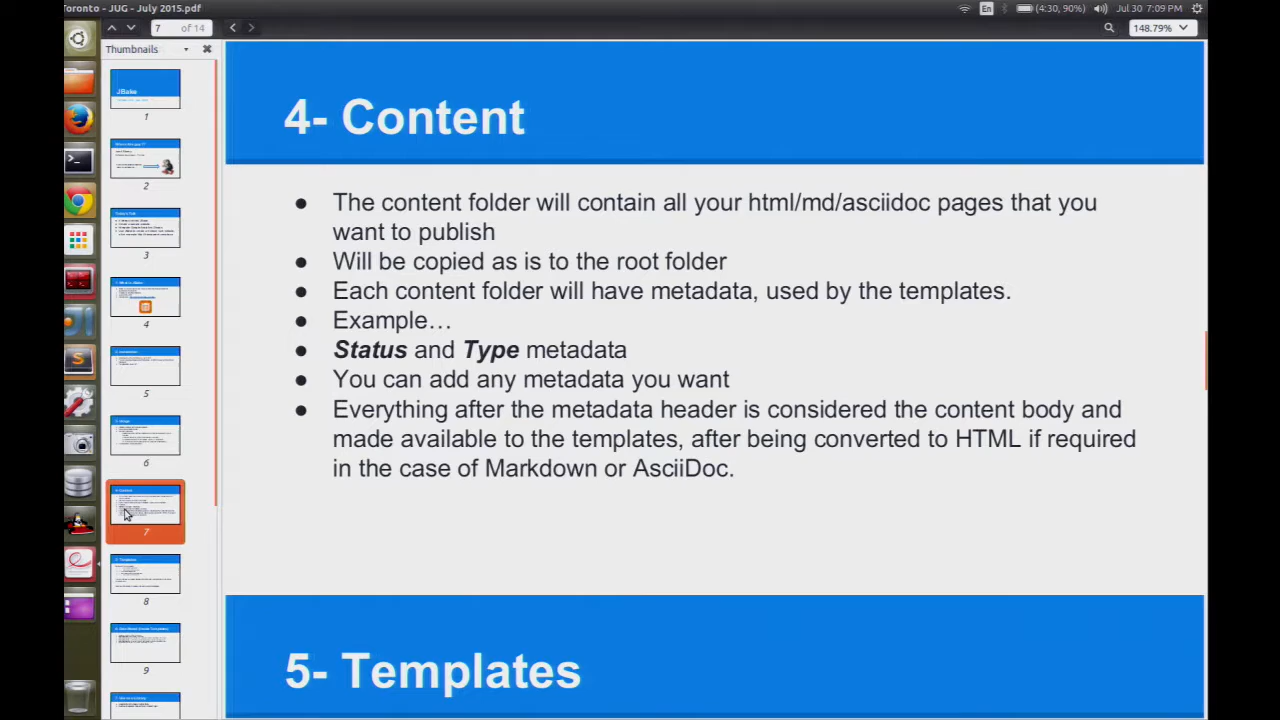 Toronto - JUG - July 2015.pdf
En
(4:30, 90%)
Jul 30 7:09 PM
7 of 14
148.79%
Thumbnails
JBake
1
2
3
4
5
6
7
8
9
4- Content
● The content folder will contain all your html/md/asciidoc pages that you
want to publish
● Will be copied as is to the root folder
● Each content folder will have metadata, used by the templates.
● Example…
● Status and Type metadata
● You can add any metadata you want
● Everything after the metadata header is considered the content body and
made available to the templates, after being converted to HTML if required
in the case of Markdown or AsciiDoc.
5- Templates